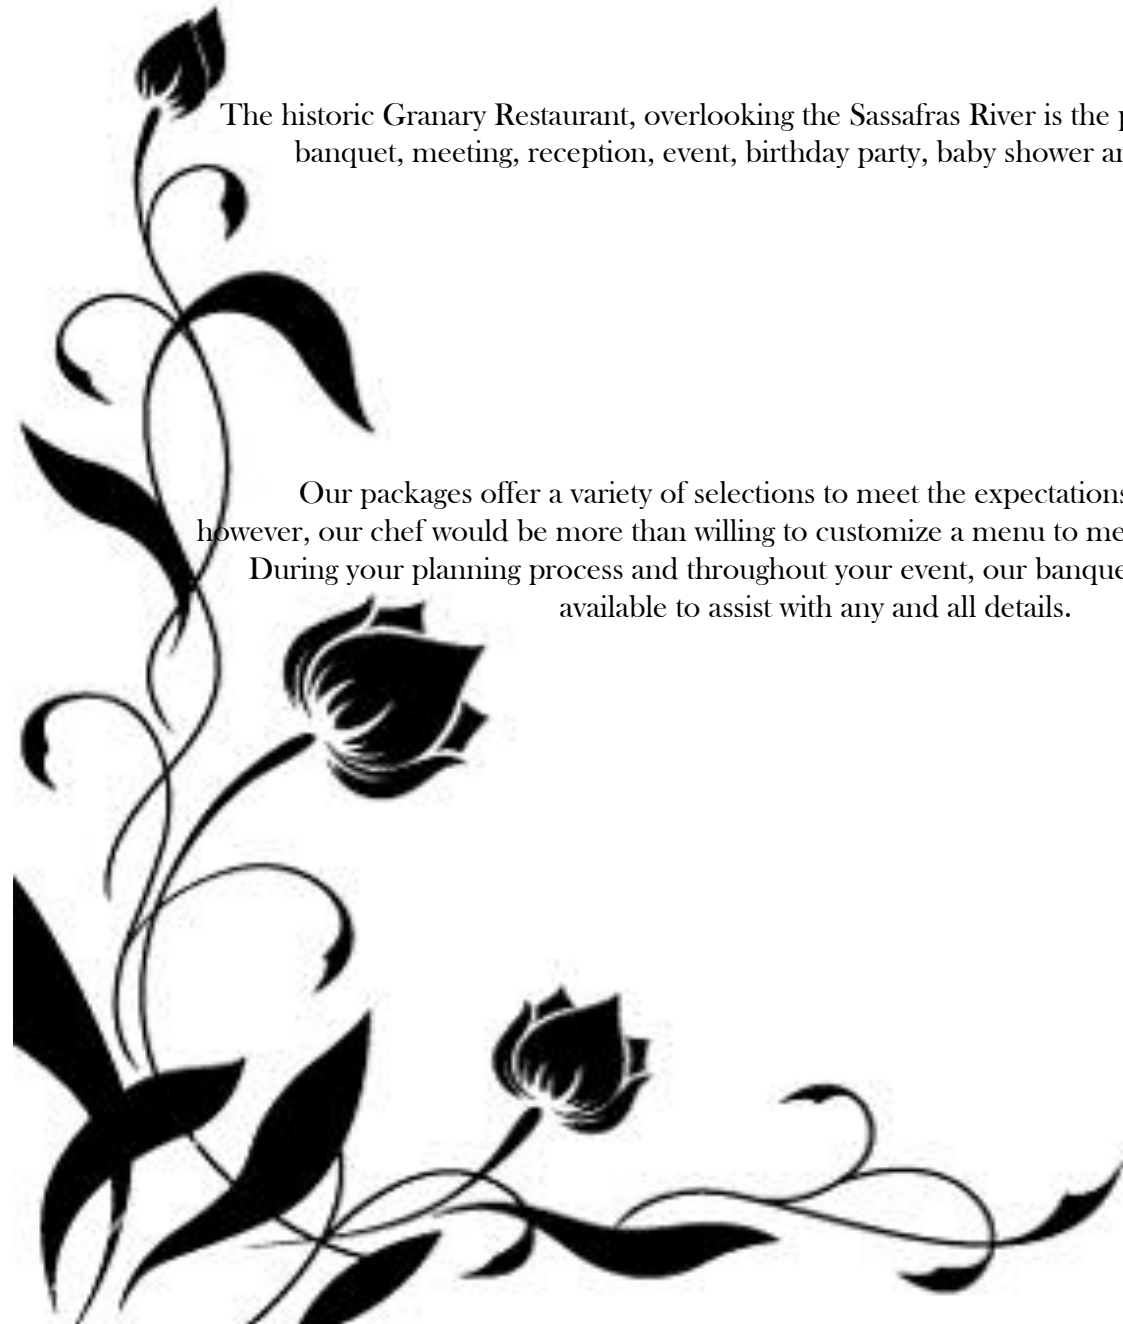 The historic Granary Restaurant, overlooking the Sassafras River is the
banquet, meeting, reception, event, birthday party, baby shower
Our packages offer a variety of selections to meet the expectations
however, our chef would be more than willing to customize a menu to
During your planning process and throughout your event, our
available to assist with any and all details.